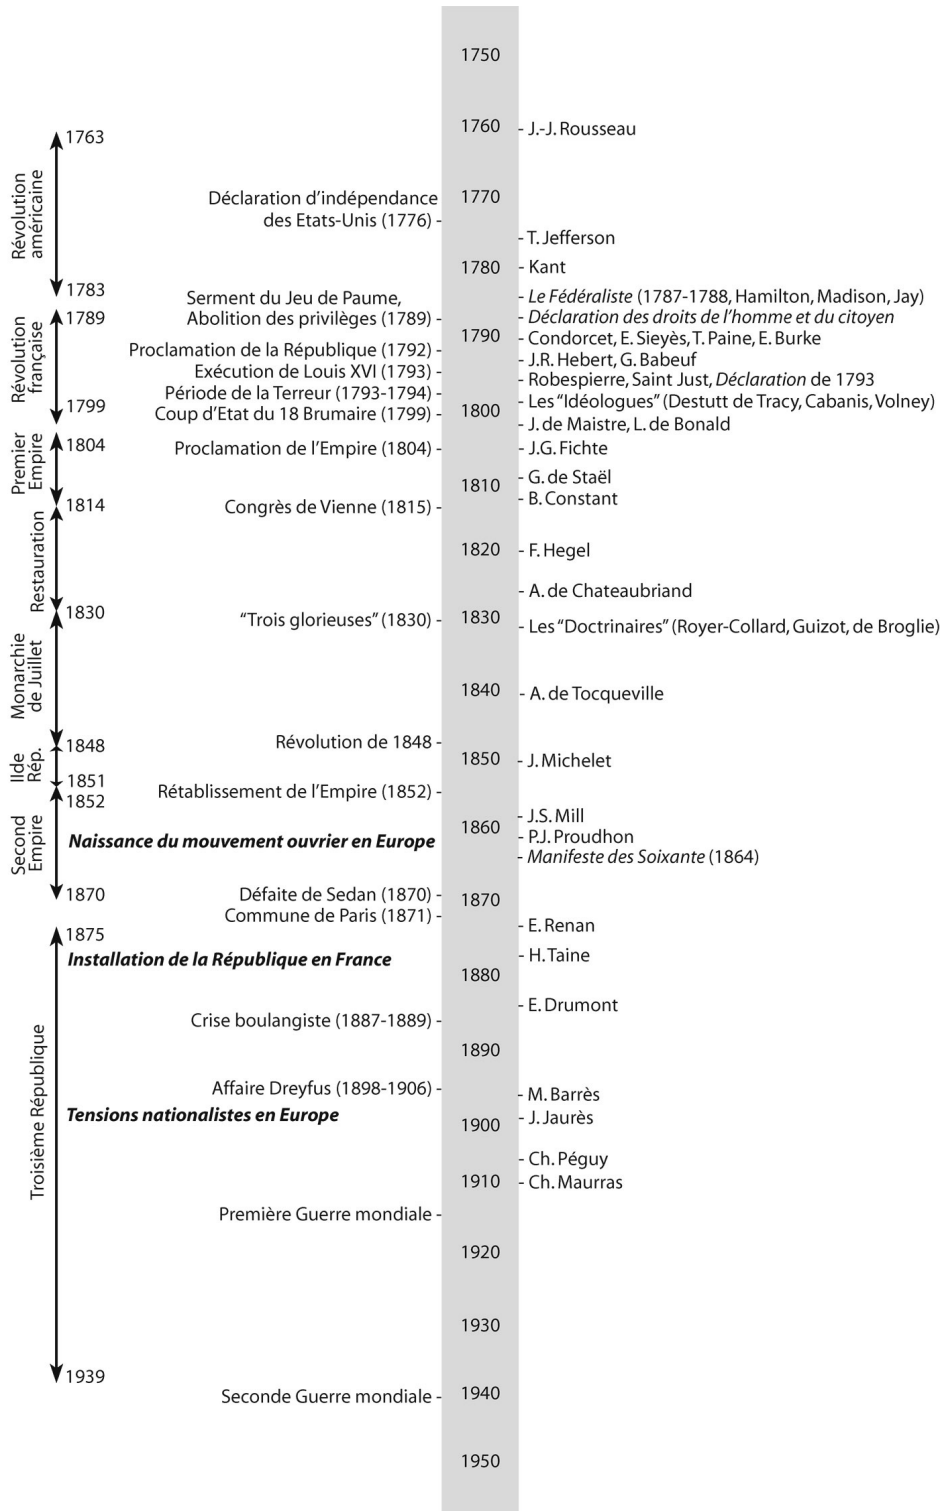 1750
1760
1770
1780
1790
1800
1810
1820
1830
1840
1850
1860
1870
1880
1890
1900
1910
1920
1930
1940
1950
Révolution
américaine
1763
1783
Révolution
française
1789
1799
Premier
Empire
1804
1814
Restauration
1830
Monarchie
de Juillet
1848
IIde
Rép.
1851
1852
Second
Empire
1870
1875
Troisième République
1939
Déclaration d’indépendance
des Etats-Unis (1776) -
Serment du Jeu de Paume,
Abolition des privilèges (1789) -
Proclamation de la République (1792) -
Exécution de Louis XVI (1793) -
Période de la Terreur (1793-1794) -
Coup d’Etat du 18 Brumaire (1799) -
Proclamation de l’Empire (1804) -
Congrès de Vienne (1815) -
“Trois glorieuses” (1830) -
Révolution de 1848 -
Rétablissement de l’Empire (1852) -
Naissance du mouvement ouvrier en Europe
Défaite de Sedan (1870) -
Commune de Paris (1871) -
Installation de la République en France
Crise boulangiste (1887-1889) -
Affaire Dreyfus (1898-1906) -
Tensions nationalistes en Europe
Première Guerre mondiale -
Seconde Guerre mondiale -
- J.-J. Rousseau
- T. Jefferson
- Kant
- Le Fédéraliste (1787-1788, Hamilton, Madison, Jay)
- Déclaration des droits de l’homme et du citoyen
- Condorcet, E. Sieyès, T. Paine, E. Burke
- J.R. Hebert, G. Babeuf
- Robespierre, Saint Just, Déclaration de 1793
- Les “Idéologues” (Destutt de Tracy, Cabanis, Volney)
- J. de Maistre, L. de Bonald
- J.G. Fichte
- G. de Staël
- B. Constant
- F. Hegel
- A. de Chateaubriand
- Les “Doctrinaires” (Royer-Collard, Guizot, de Broglie)
- A. de Tocqueville
- J. Michelet
- J.S. Mill
- P.J. Proudhon
- Manifeste des Soixante (1864)
- E. Renan
- H. Taine
- E. Drumont
- M. Barrès
- J. Jaurès
- Ch. Péguy
- Ch. Maurras